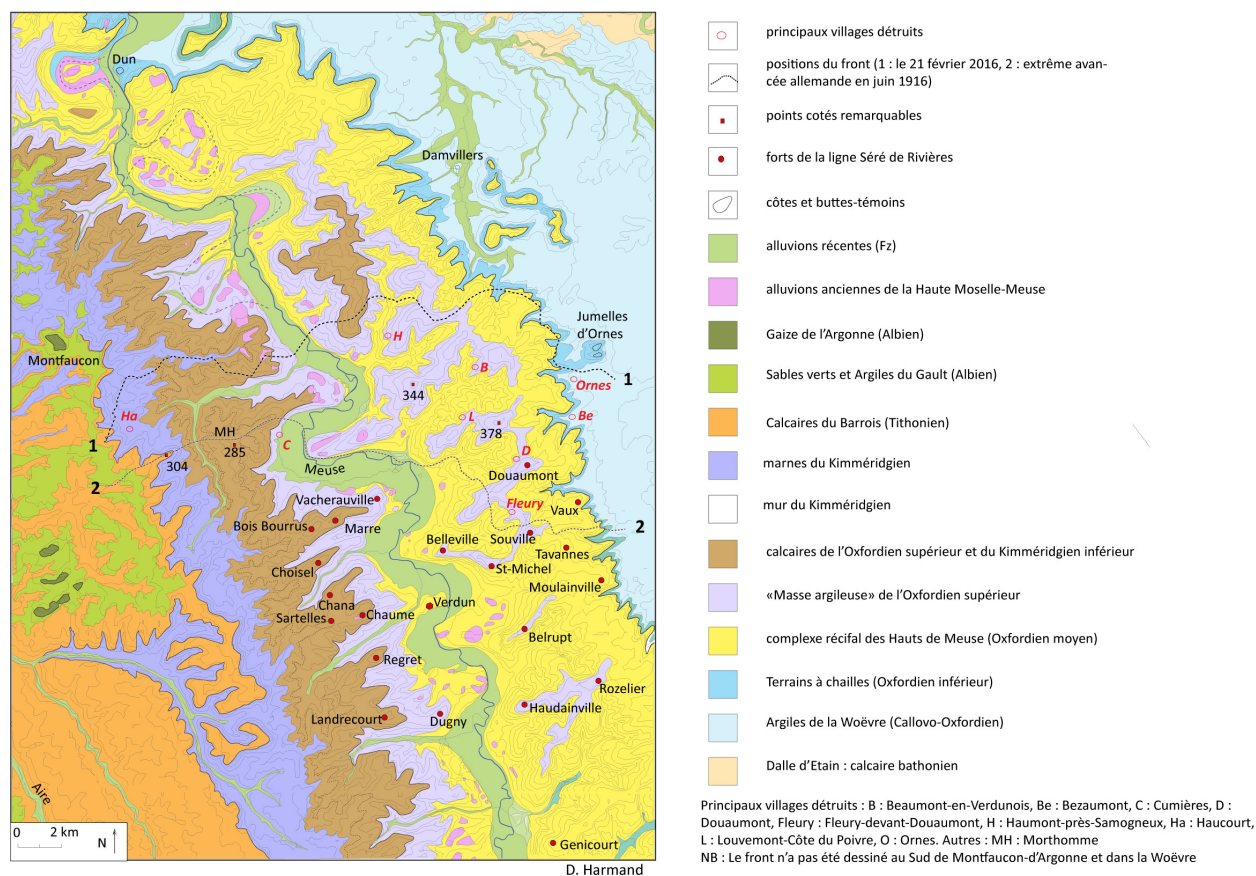 Dun
Damvillers
Jumelles
d'Ornes
Montfaucon
H
B
1
Ornes
344
Ha
L
Be
MH
378
1
C
285
304
D
Meuse
Douaumont
2
Vacherauville
Fleury
Vaux
Bois Bourrus
Marre
2
Belleville
Souville
Tavannes
Choisel
St-Michel
Moulainville
Chana
Verdun
Sartelles
Chaume
Belrupt
Regret
Rozelier
Haudainville
Landrecourt
Dugny
Aire
0 2 km
N
Genicourt
D. Harmand
principaux villages détruits
positions du front (1 : le 21 février 2016, 2 : extrême avan-
cée allemande en juin 1916)
points cotés remarquables
forts de la ligne Séré de Rivières
côtes et buttes-témoins
alluvions récentes (Fz)
alluvions anciennes de la Haute Moselle-Meuse
Gaize de l'Argonne (Albien)
Sables verts et Argiles du Gault (Albien)
Calcaires du Barrois (Tithonien)
marnes du Kimméridgien
mur du Kimméridgien
calcaires de l'Oxfordien supérieur et du Kimméridgien inférieur
«Masse argileuse» de l'Oxfordien supérieur
complexe récifal des Hauts de Meuse (Oxfordien moyen)
Terrains à chailles (Oxfordien inférieur)
Argiles de la Woëvre (Callovo-Oxfordien)
Dalle d'Etain : calcaire bathonien
Principaux villages détruits : B : Beaumont-en-Verdunois, Be : Bezaumont, C : Cumières, D :
Douaumont, Fleury : Fleury-devant-Douaumont, H : Haumont-près-Samogneux, Ha : Haucourt,
L : Louvemont-Côte du Poivre, O : Ornes. Autres : MH : Morthomme
NB : Le front n'a pas été dessiné au Sud de Montfaucon-d'Argonne et dans la Woëvre